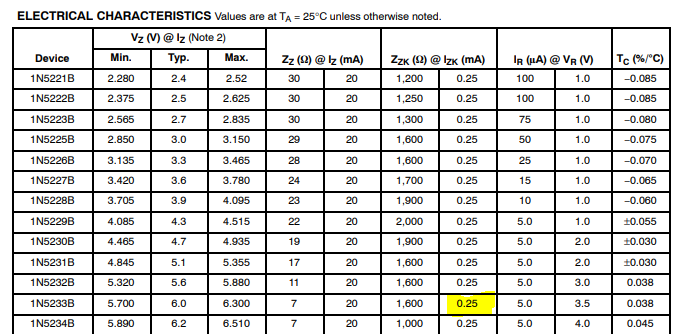 ELECTRICAL CHARACTERISTICS Values are at TA = 25°C unless otherwise noted.
VZ (V) @ IZ (Note 2)
Device Min. Typ. Max. ZZ (Ω) @ IZ (mA) ZZK (Ω) @ IZK (mA) IR (μA) @ VR (V) TC (%/°C)
1N5221B 2.280 2.4 2.52 30 20 1,200 0.25 100 1.0 −0.085
1N5222B 2.375 2.5 2.625 30 20 1,250 0.25 100 1.0 −0.085
1N5223B 2.565 2.7 2.835 30 20 1,300 0.25 75 1.0 −0.080
1N5225B 2.850 3.0 3.150 29 20 1,600 0.25 50 1.0 −0.075
1N5226B 3.135 3.3 3.465 28 20 1,600 0.25 25 1.0 −0.070
1N5227B 3.420 3.6 3.780 24 20 1,700 0.25 15 1.0 −0.065
1N5228B 3.705 3.9 4.095 23 20 1,900 0.25 10 1.0 −0.060
1N5229B 4.085 4.3 4.515 22 20 2,000 0.25 5.0 1.0 ±0.055
1N5230B 4.465 4.7 4.935 19 20 1,900 0.25 5.0 2.0 ±0.030
1N5231B 4.845 5.1 5.355 17 20 1,600 0.25 5.0 2.0 ±0.030
1N5232B 5.320 5.6 5.880 11 20 1,600 0.25 5.0 3.0 0.038
1N5233B 5.700 6.0 6.300 7 20 1,600 0.25 5.0 3.5 0.038
1N5234B 5.890 6.2 6.510 7 20 1,000 0.25 5.0 4.0 0.045